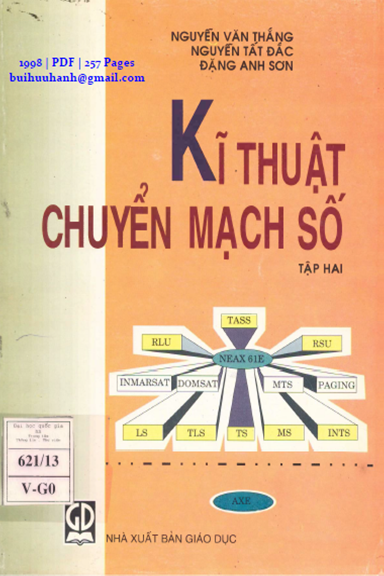 NGUYỄN VĂN THẮNG
NGUYỄN TẤT ĐẮC
ĐẶNG ANH SƠN
1998 | PDF | 257 Pages
buihuuhanh@gmail.com
KĨ THUẬT
CHUYỂN MẠCH SỐ
TẬP HAI
TASS
RLU
RSU
NEAX 61E
INMARSAT
DOMSAT
MTS
PAGING
LS
TLS
TS
MS
INTS
621/13
V-G0
AXE
GD
NHÀ XUẤT BẢN GIÁO DỤC